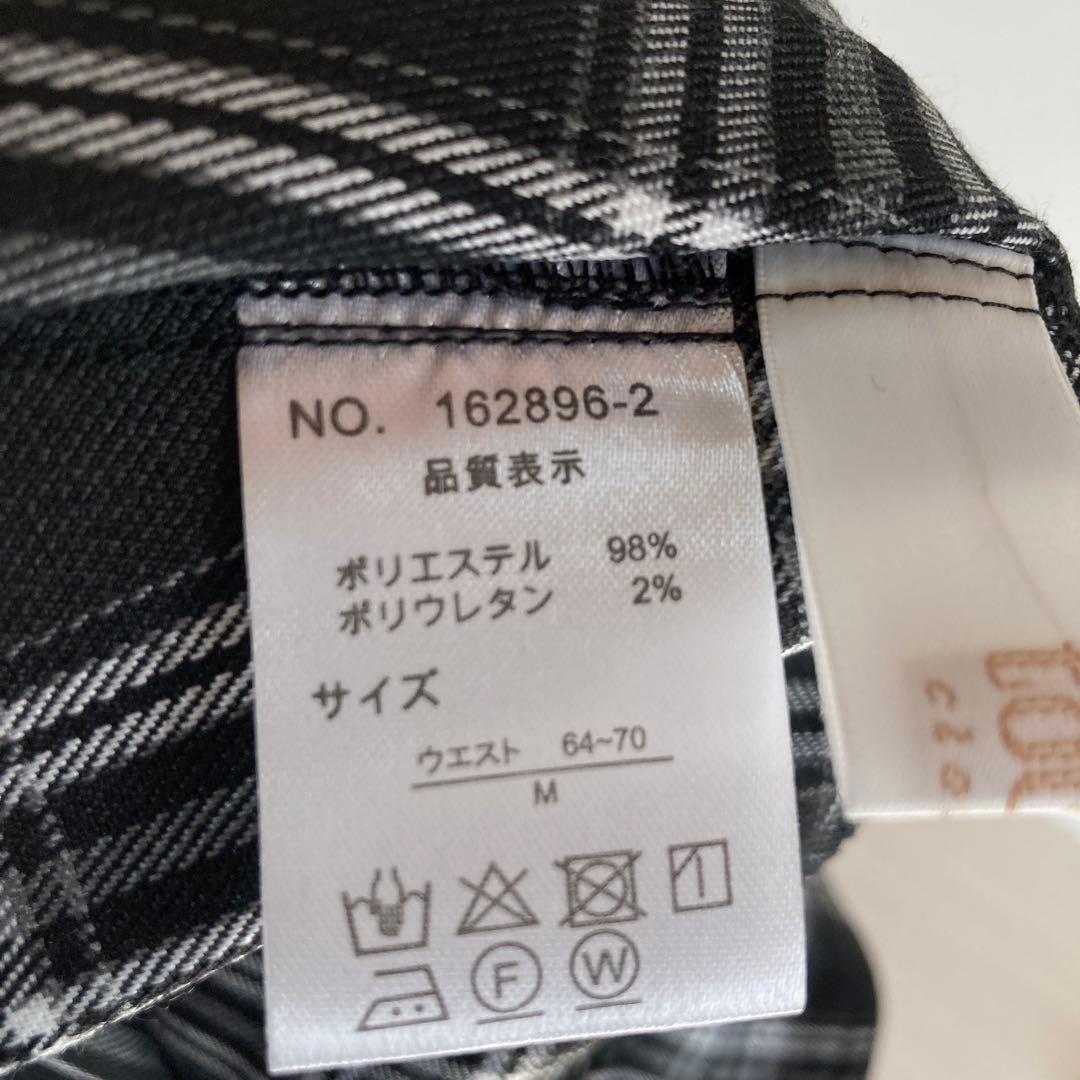 NO. 162896-2
品質表示
ポリエステル 98%
ポリウレタン 2%
サイズ
ウエスト 64~70
M
F W